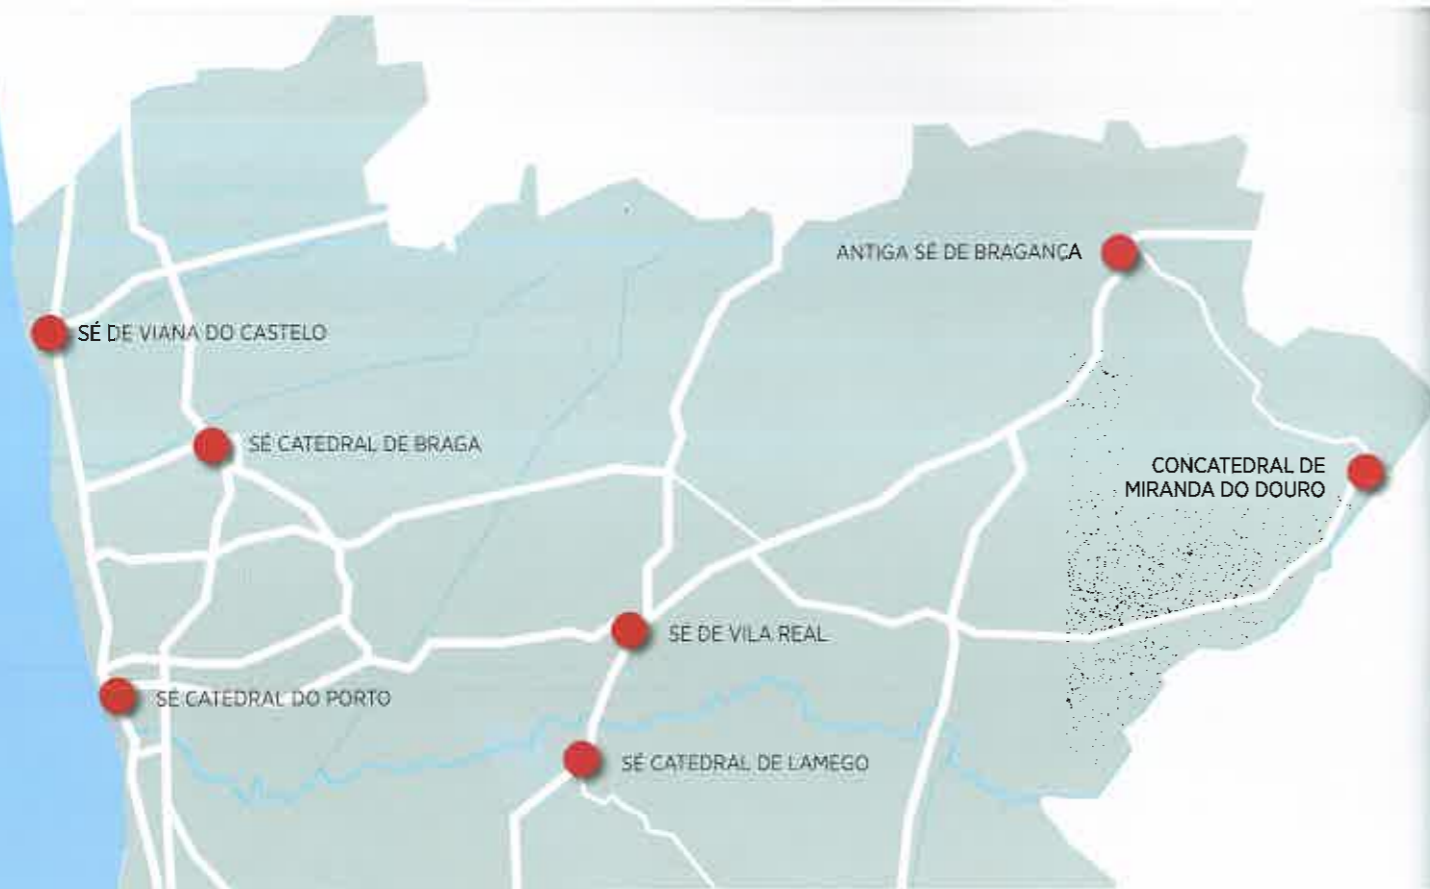 ANTIGA SÉ DE BRAGANÇA
SÉ DE VIANA DO CASTELO
SÉ CATEDRAL DE BRAGA
CONCATEDRAL DE
MIRANDA DO DOURO
SÉ DE VILA REAL
SÉ CATEDRAL DO PORTO
SÉ CATEDRAL DE LAMEGO